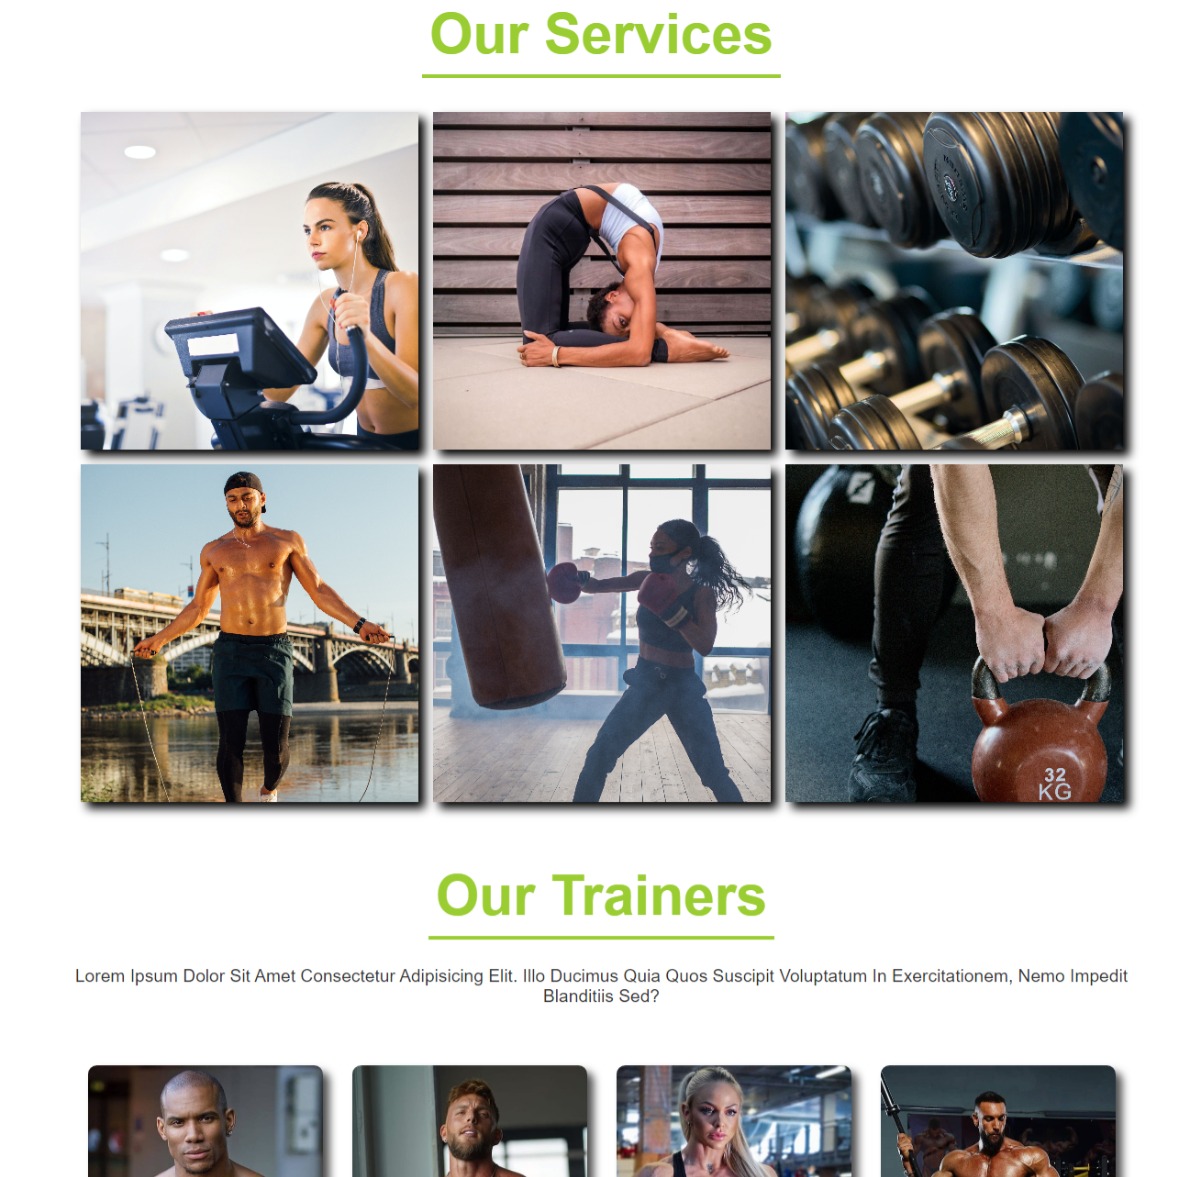 Our Services
32
KG
Our Trainers
Lorem Ipsum Dolor Sit Amet Consectetur Adipisicing Elit. Illo Ducimus Quia Quos Suscipit Voluptatum In Exercitationem, Nemo Impedit
Blanditiis Sed?